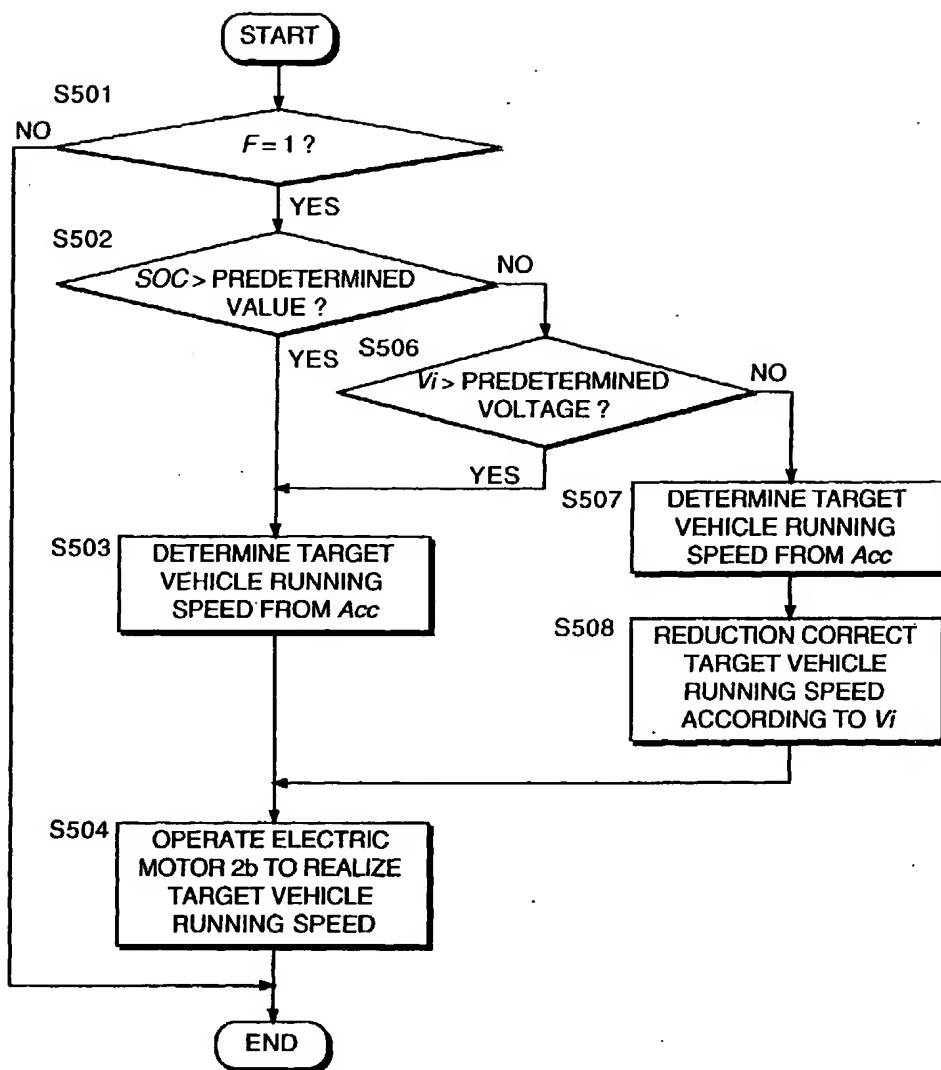 START
S501
NO
F = 1 ?
YES
S502
SOC > PREDETERMINED
VALUE ?
NO
YES
S506
Vi > PREDETERMINED
VOLTAGE ?
NO
YES
S507
DETERMINE TARGET
VEHICLE RUNNING
SPEED FROM Acc
S503
DETERMINE TARGET
VEHICLE RUNNING
SPEED FROM Acc
S508
REDUCTION CORRECT
TARGET VEHICLE
RUNNING SPEED
ACCORDING TO Vi
S504
OPERATE ELECTRIC
MOTOR 2b TO REALIZE
TARGET VEHICLE
RUNNING SPEED
END